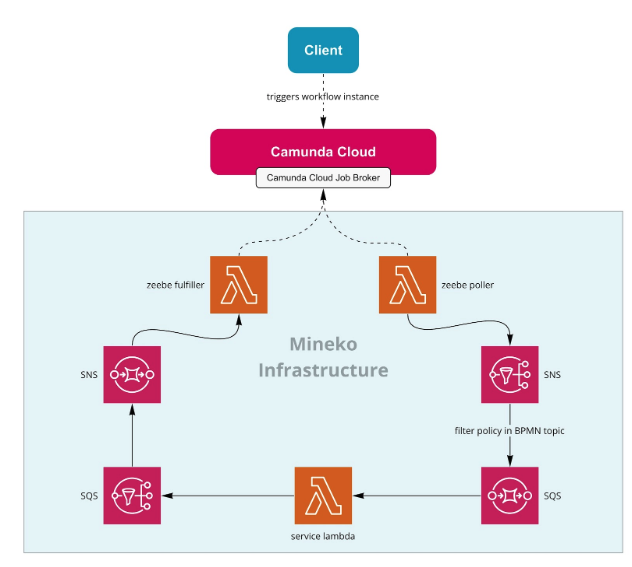 Client
triggers workflow instance
Camunda Cloud
Camunda Cloud Job Broker
zeebe fulfiller
zeebe poller
Mineko
Infrastructure
SNS
SNS
filter policy in BPMN topic
SQS
SQS
service lambda